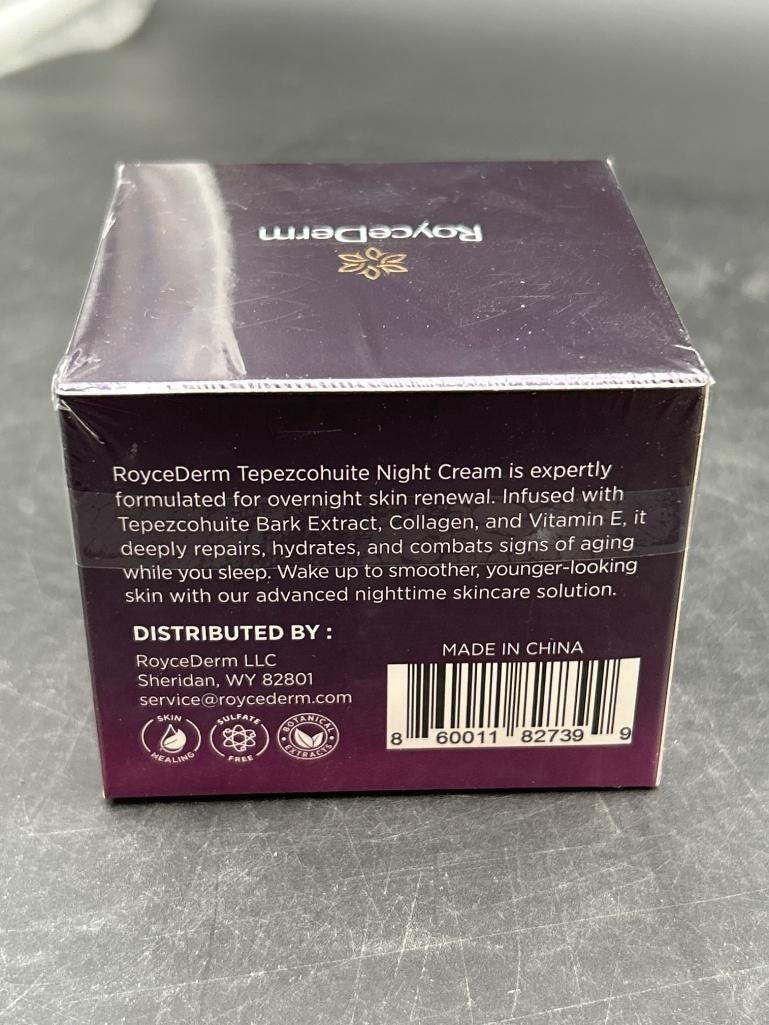 RoyceDerm
RoyceDerm Tepezcohuite Night Cream is expertly
formulated for overnight skin renewal. Infused with
Tepezcohuite Bark Extract, Collagen, and Vitamin E, it
deeply repairs, hydrates, and combats signs of aging
while you sleep. Wake up to smoother, younger-looking
skin with our advanced nighttime skincare solution.
DISTRIBUTED BY :
RoyceDerm LLC
Sheridan, WY 82801
service@roycederm.com
SKIN
HEALING
SULFATE
FREE
BOTANICAL
EXTRACTS
MADE IN CHINA
8 60011 82739 9